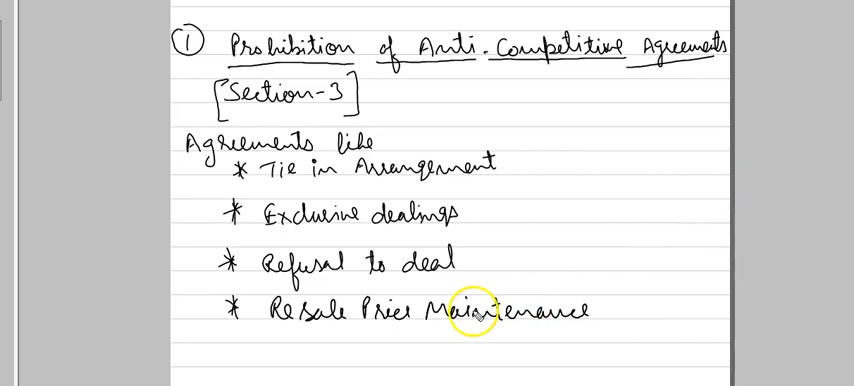 ① Prohibition of Anti-Competitive Agreements
[Section-3]
Agreements like
* Tie in Arrangement
* Exclusive dealings
* Refusal to deal
* Resale Price Maintenance